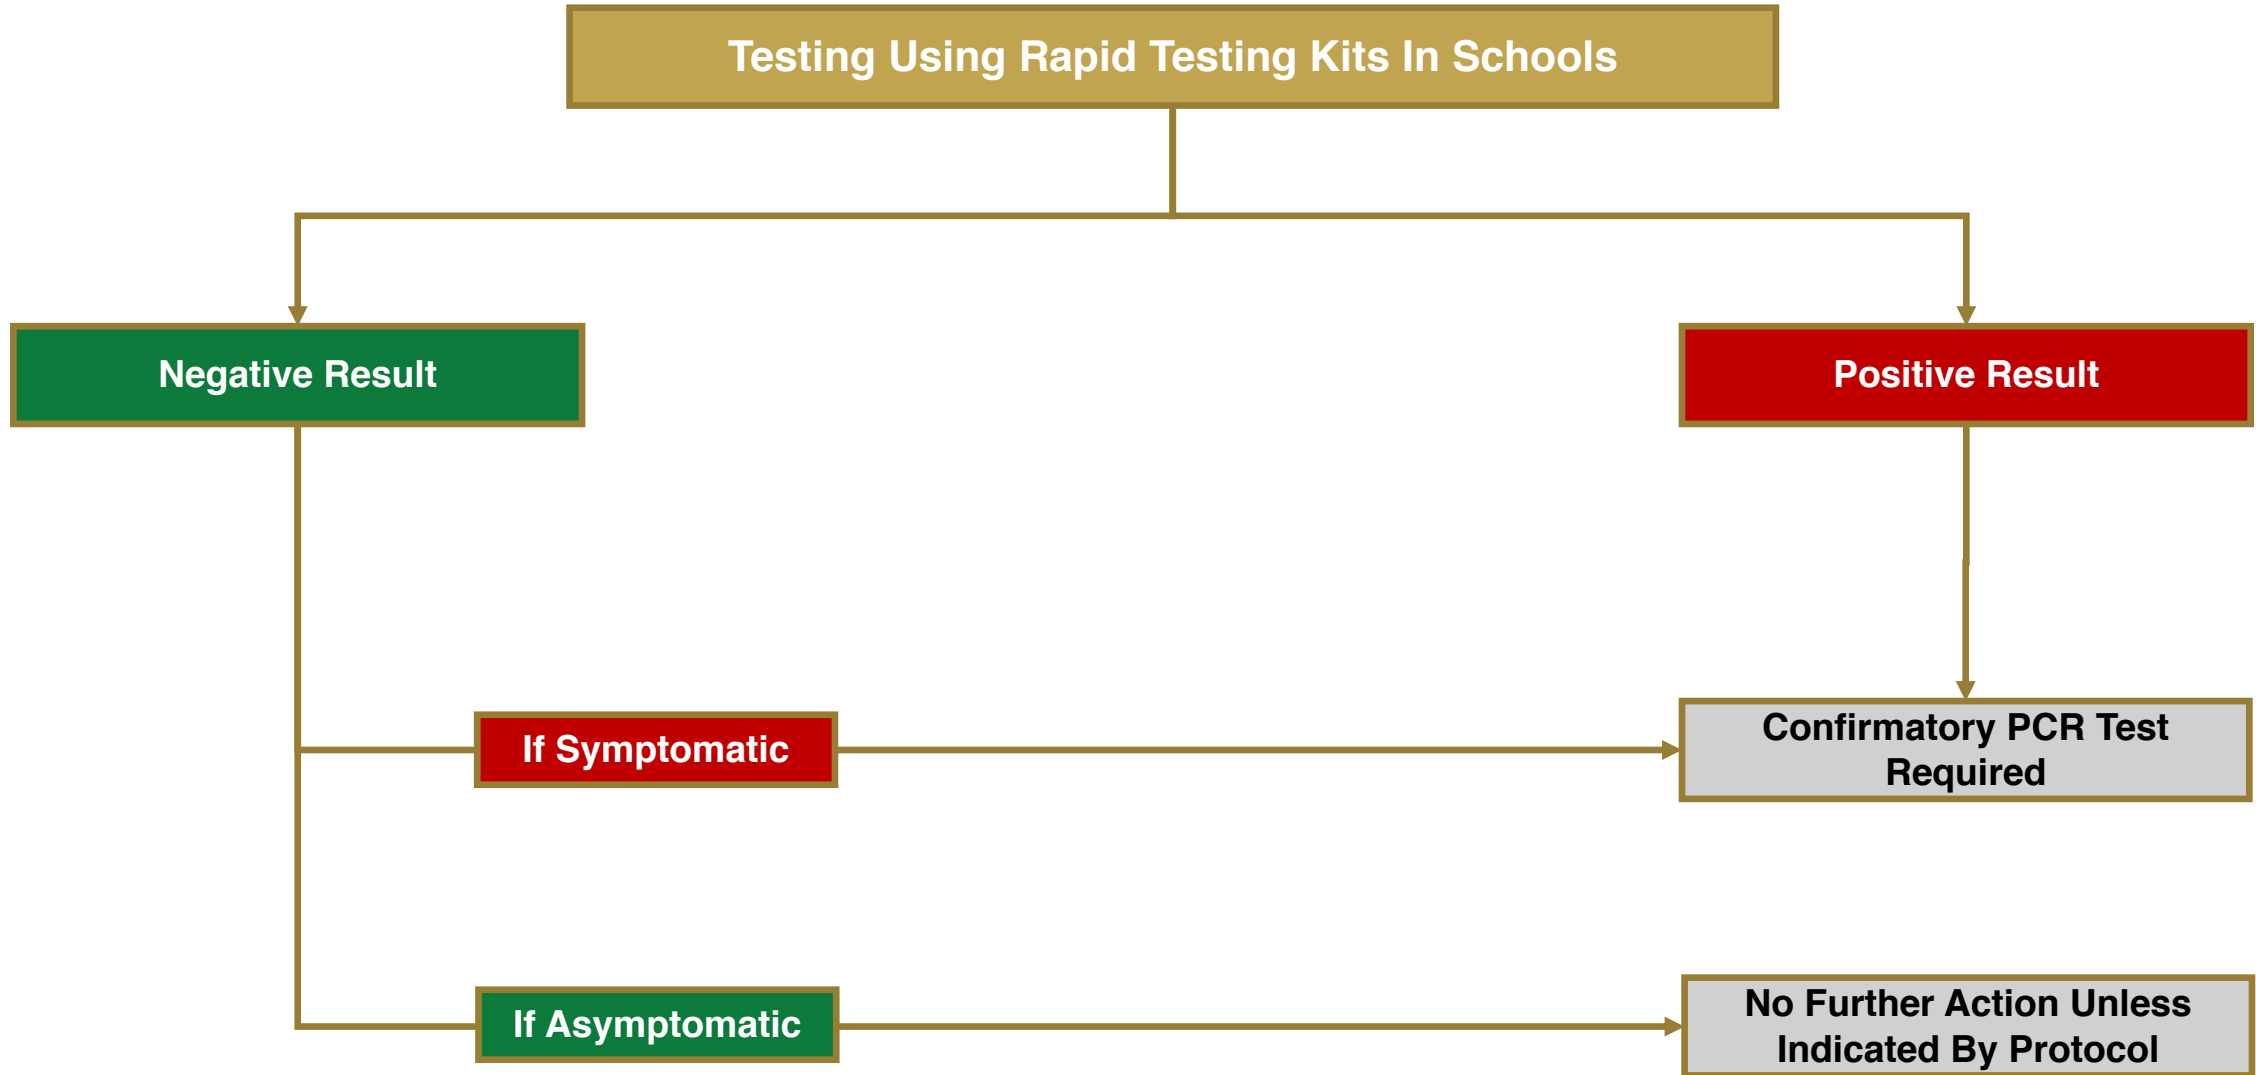 Testing Using Rapid Testing Kits In Schools
Negative Result
Positive Result
If Symptomatic
Confirmatory PCR Test
Required
If Asymptomatic
No Further Action Unless
Indicated By Protocol